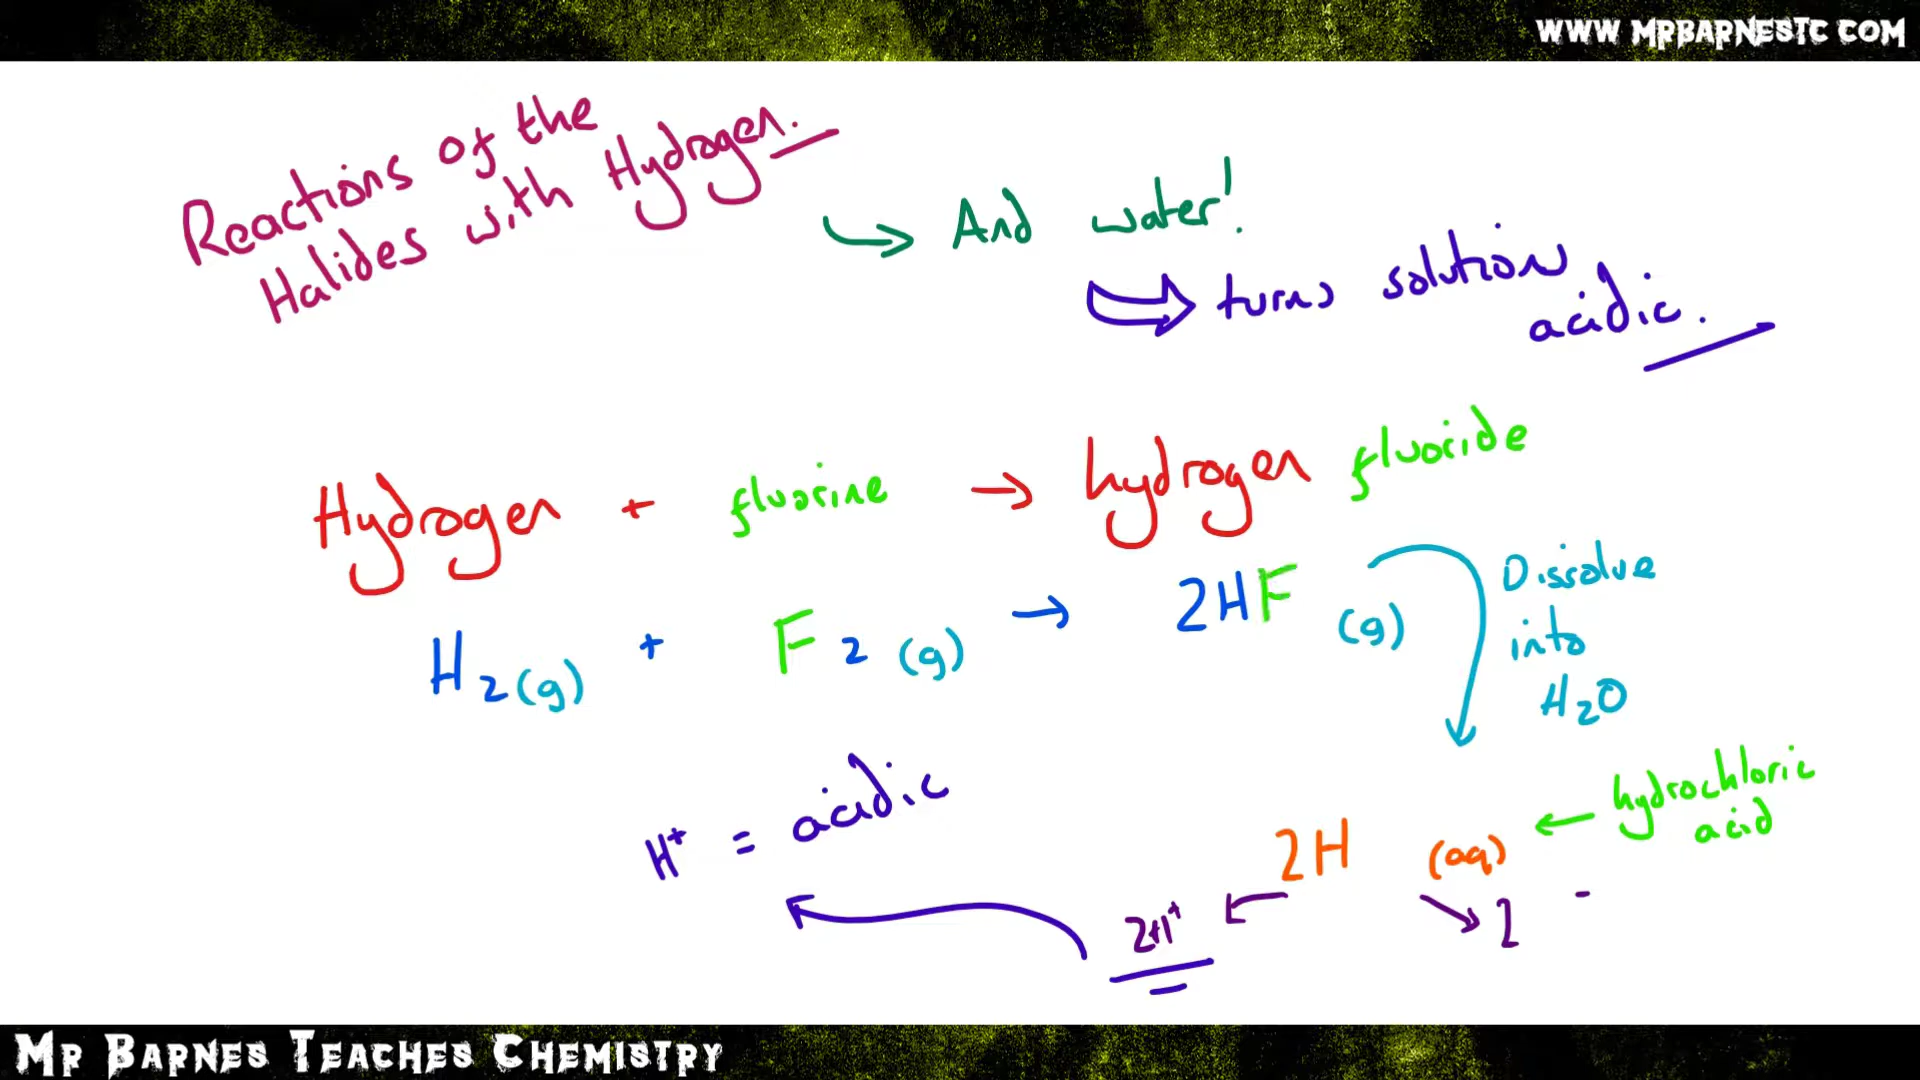 WWW MRBARNESTC COM
Reactions of the
Halides with Hydrogen.
And water!
turns solution
acidic.
Hydrogen + fluorine → hydrogen fluoride
H2(g) + F2(g) → 2HF (g)
Dissolve
into
H2O
hydrochloric
acid
H+ = acidic
2H (aq)
2H+ 2 -
MR BARNES TEACHES CHEMISTRY